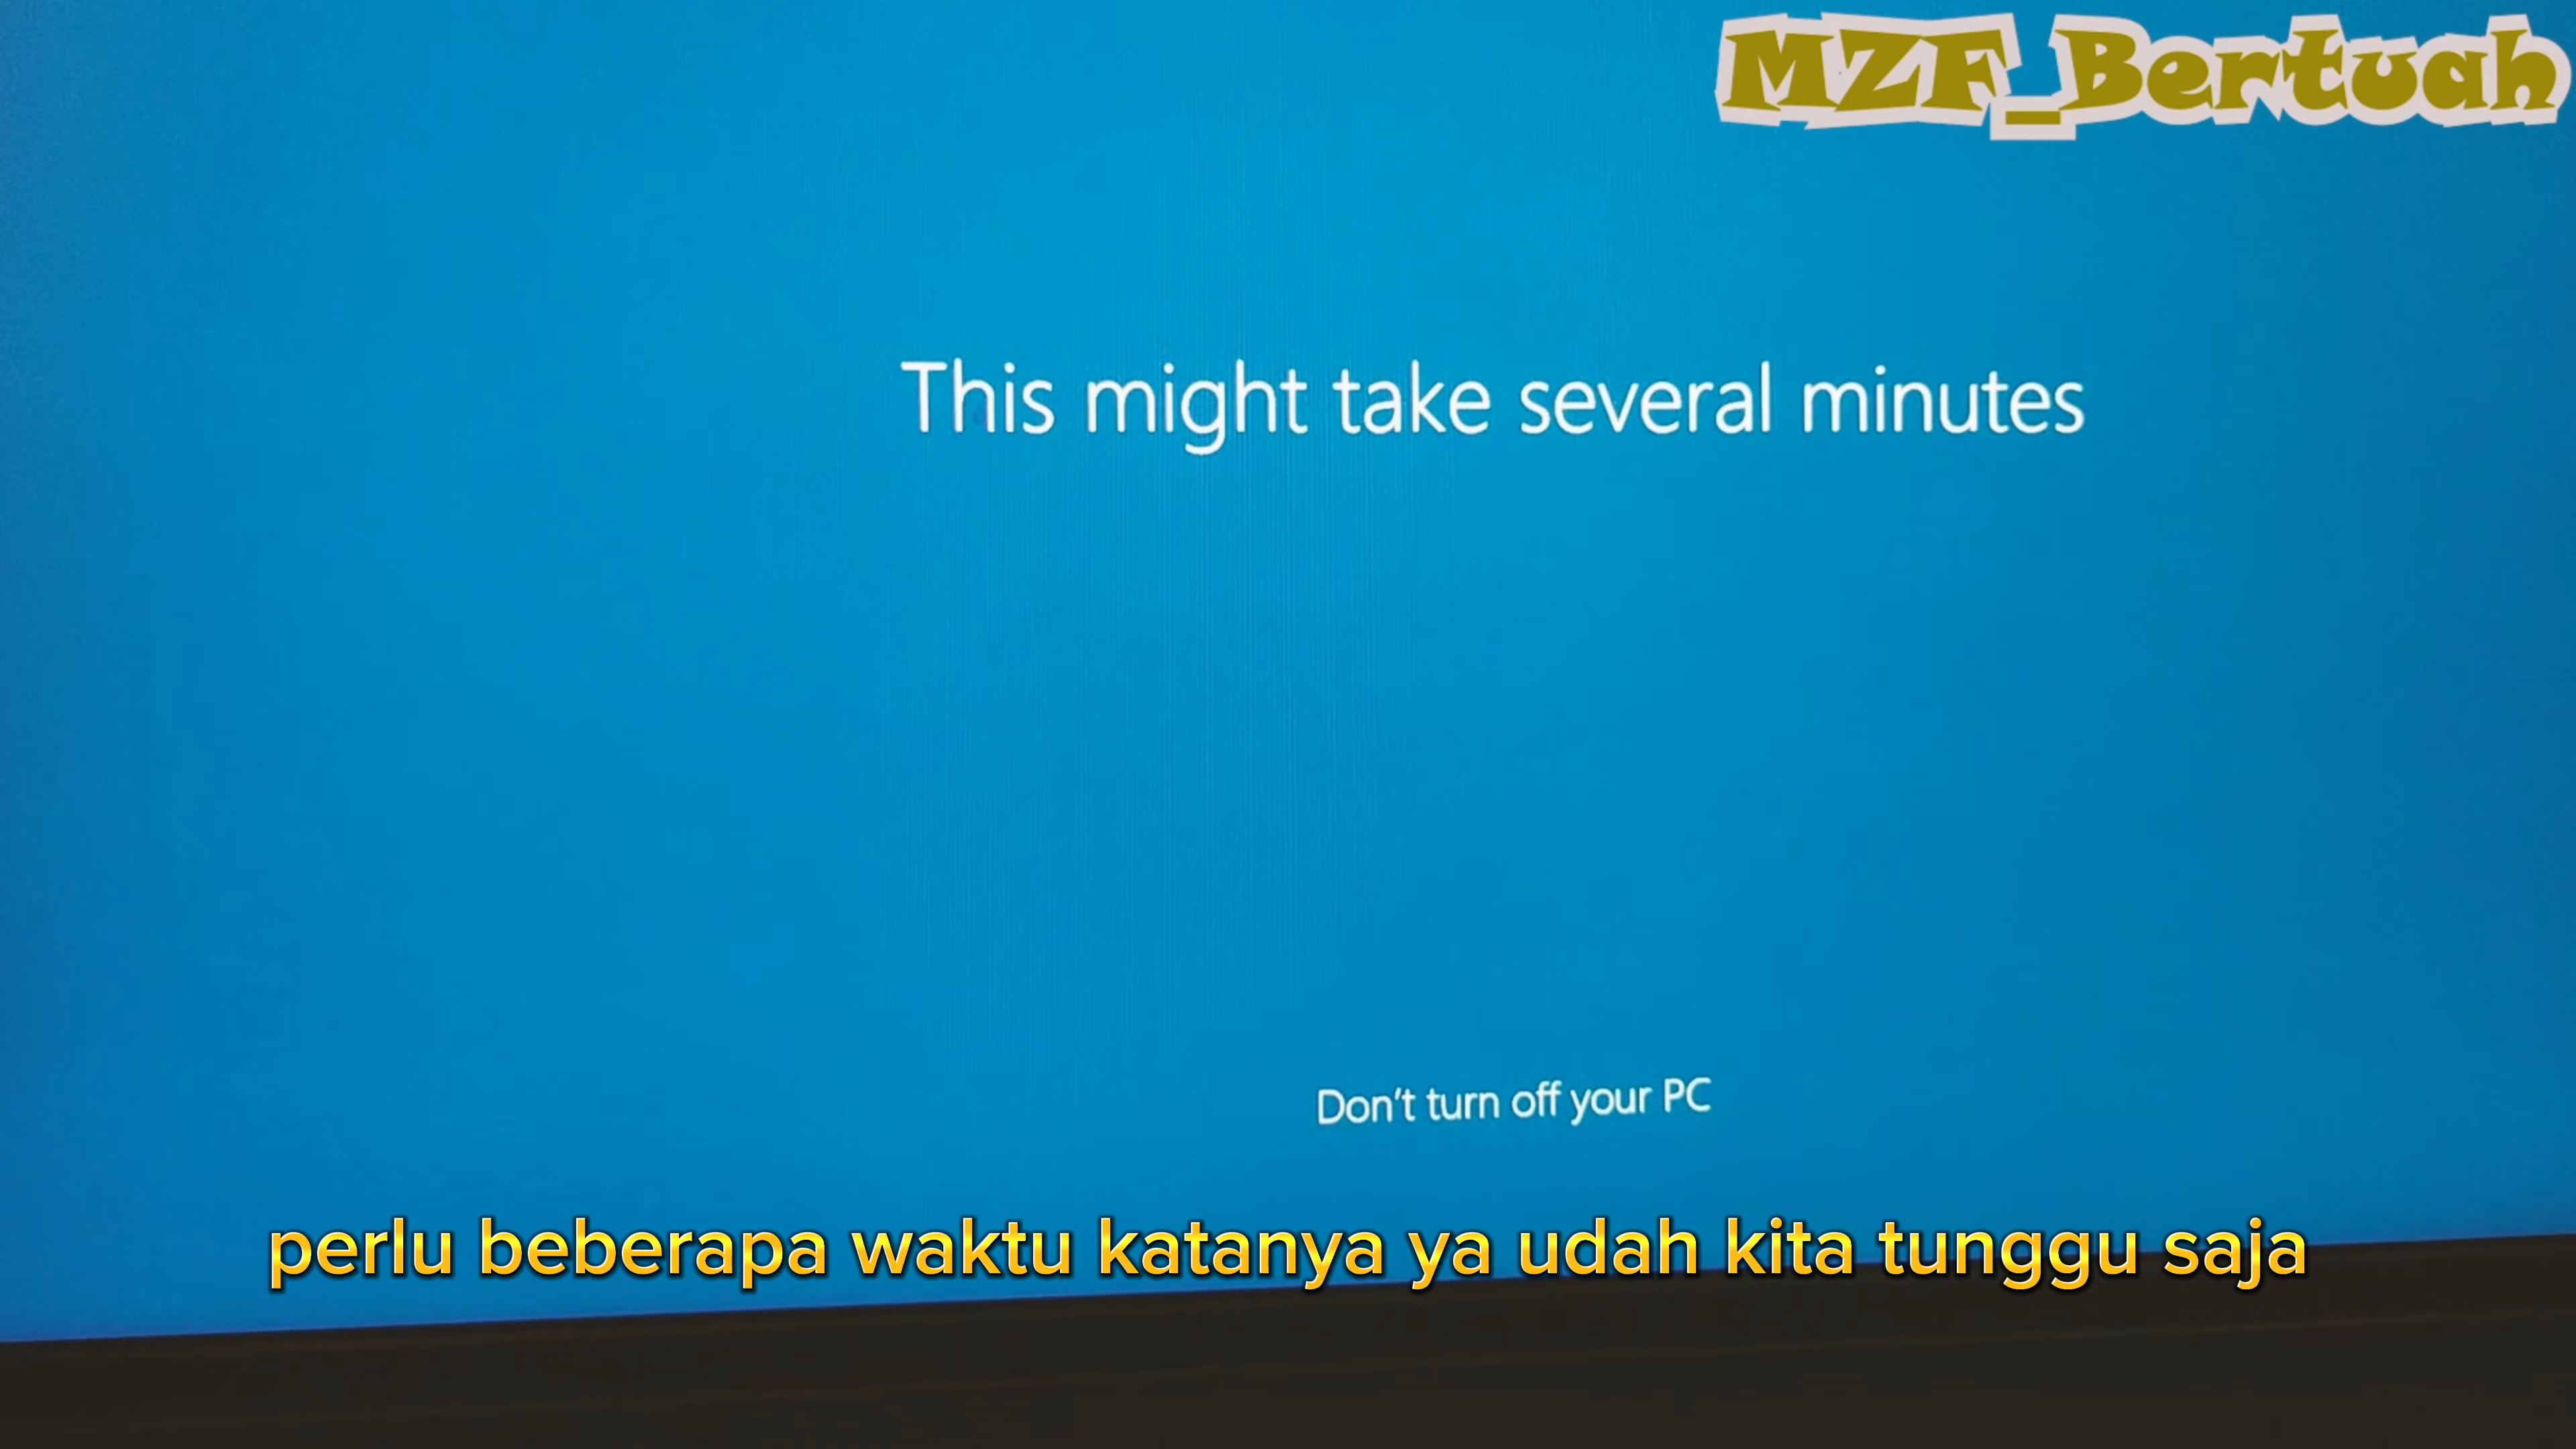 MZF_Bertuah
This might take several minutes
Don't turn off your PC
perlu beberapa waktu katanya ya udah kita tunggu saja